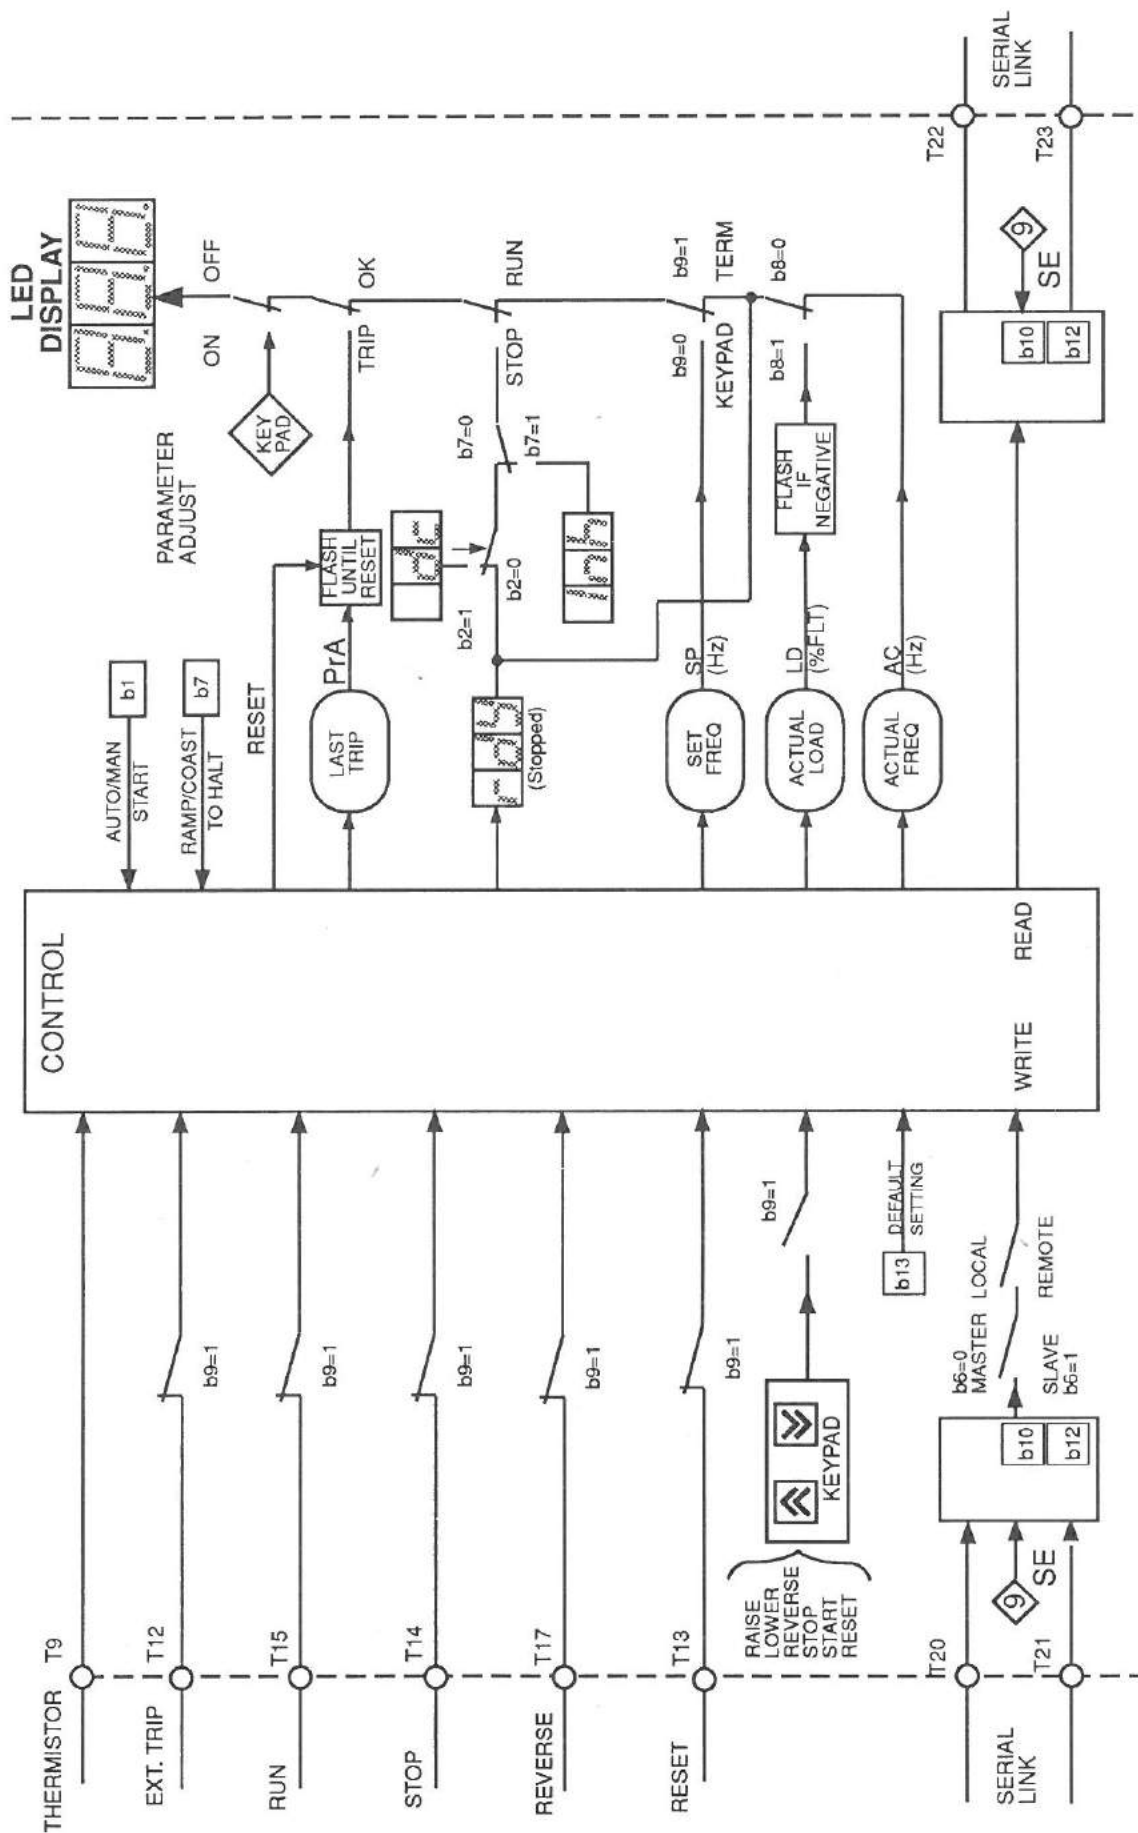 THERMISTOR
T9
EXT. TRIP
T12
b9=1
RUN
T15
b9=1
STOP
T14
b9=1
REVERSE
T17
b9=1
RESET
T13
b9=1
RAISE
LOWER
REVERSE
STOP
START
RESET
KEYPAD
b9=1
b13
DEFAULT
SETTING
SERIAL
LINK
T20
T21
9
SE
b10
b12
b6=0
MASTER
SLAVE
b6=1
LOCAL
REMOTE
CONTROL
WRITE
READ
AUTO/MAN
START
b1
RAMP/COAST
TO HALT
b7
RESET
LAST
TRIP
PrA
FLASH
UNTIL
RESET
PARAMETER
ADJUST
KEY
PAD
ON
OFF
LED
DISPLAY
TRIP
OK
(Stopped)
b2=1
b2=0
b7=0
b7=1
STOP
RUN
SET
FREQ
SP
(Hz)
b9=0
KEYPAD
b9=1
TERM
ACTUAL
LOAD
LD
(%FLT)
FLASH
IF
NEGATIVE
b8=1
b8=0
ACTUAL
FREQ
AC
(Hz)
b10
b12
9
SE
T22
T23
SERIAL
LINK